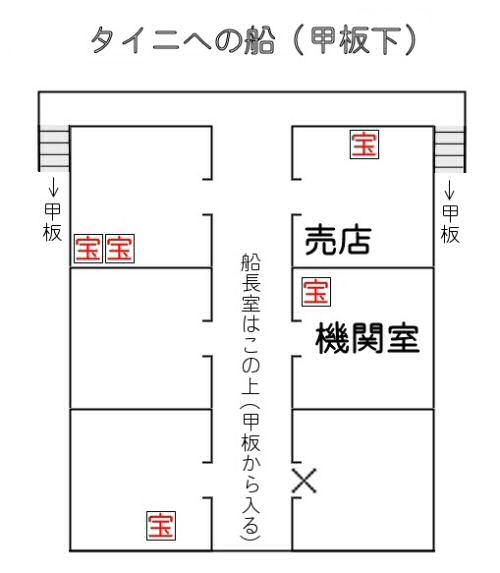 タイニへの船（甲板下）
宝
↓甲板
↓甲板
売店
宝宝
船長室はこの上（甲板から入る）
宝
機関室
×
宝